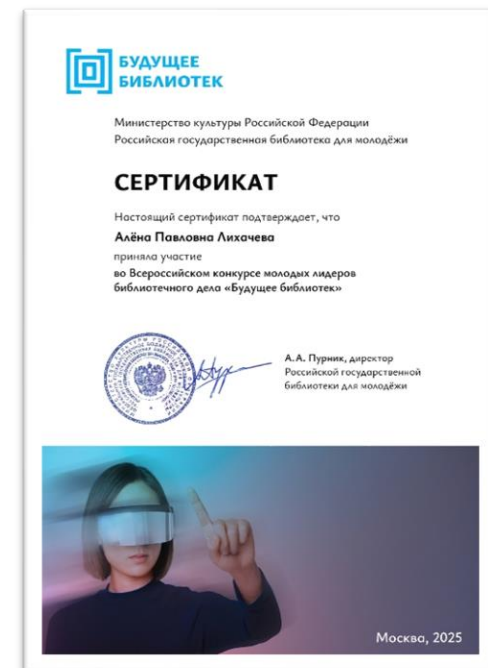 БУДУЩЕЕ
БИБЛИОТЕК
Министерство культуры Российской Федерации
Российская государственная библиотека для молодёжи
СЕРТИФИКАТ
Настоящий сертификат подтверждает, что
Алёна Павловна Лихачева
приняла участие
во Всероссийском конкурсе молодых лидеров
библиотечного дела «Будущее библиотек»
А.А. Пурник, директор
Российской государственной
библиотеки для молодёжи
Москва, 2025